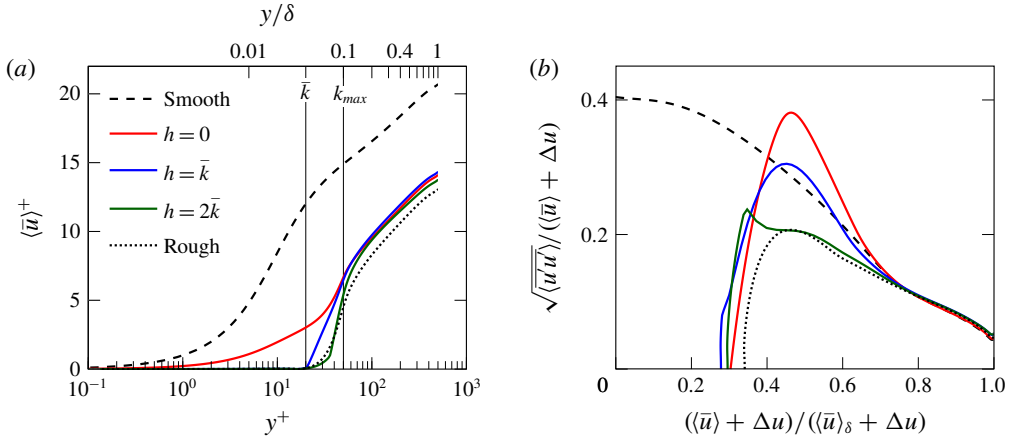 (a)
y/δ
0.01 0.1 0.4 1
k̄ k_max
20
15
10
5
0
⟨ū⟩⁺
Smooth
h = 0
h = k̄
h = 2k̄
Rough
10⁻¹ 10⁰ 10¹ 10² 10³
y⁺
(b)
0.4
0.2
√⟨u′u′⟩‾/(⟨ū⟩ + Δu)
0 0.2 0.4 0.6 0.8 1.0
(⟨ū⟩ + Δu)/(⟨ū⟩_δ + Δu)